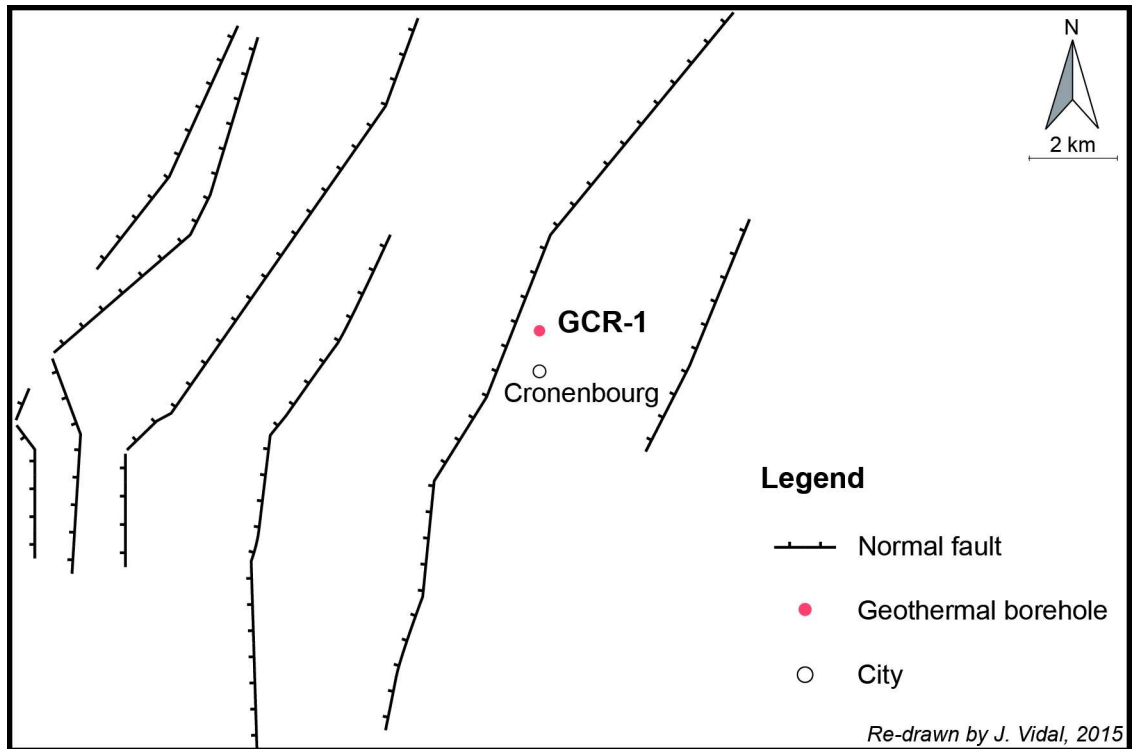 N
2 km
GCR-1
Cronenbourg
Legend
Normal fault
Geothermal borehole
City
Re-drawn by J. Vidal, 2015